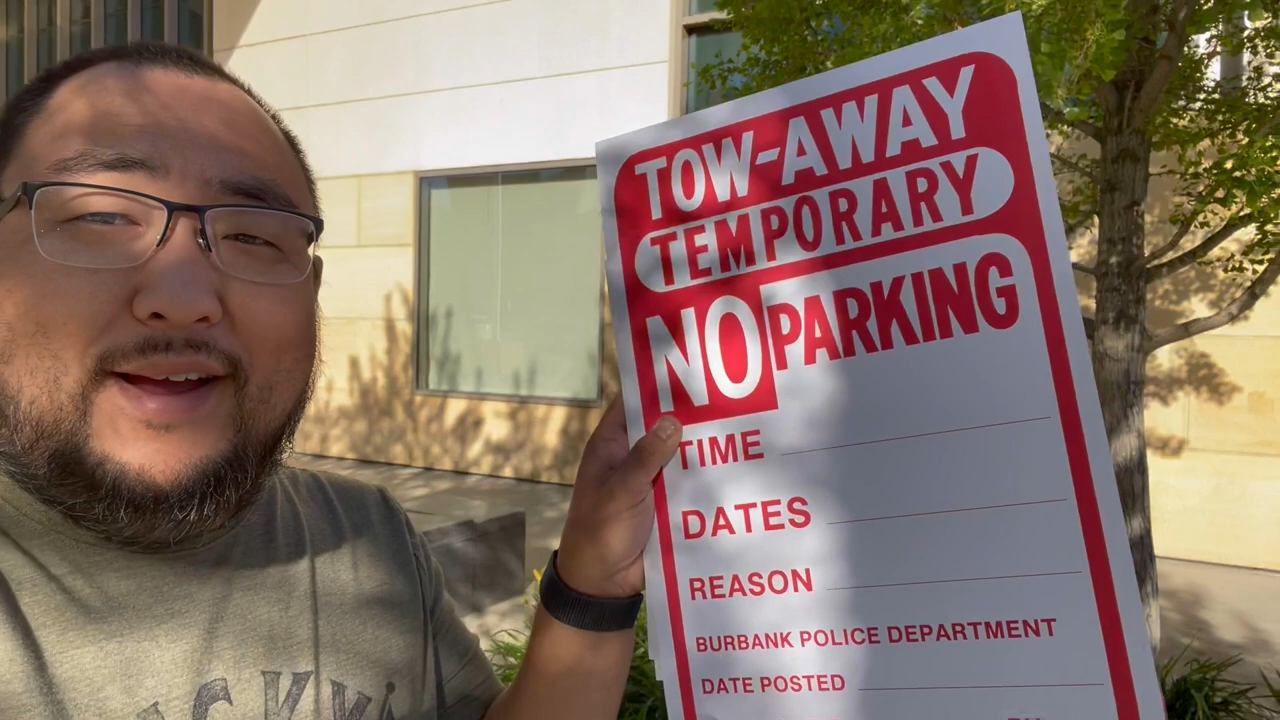 TOW-AWAY
TEMPORARY
NO PARKING
TIME
DATES
REASON
BURBANK POLICE DEPARTMENT
DATE POSTED